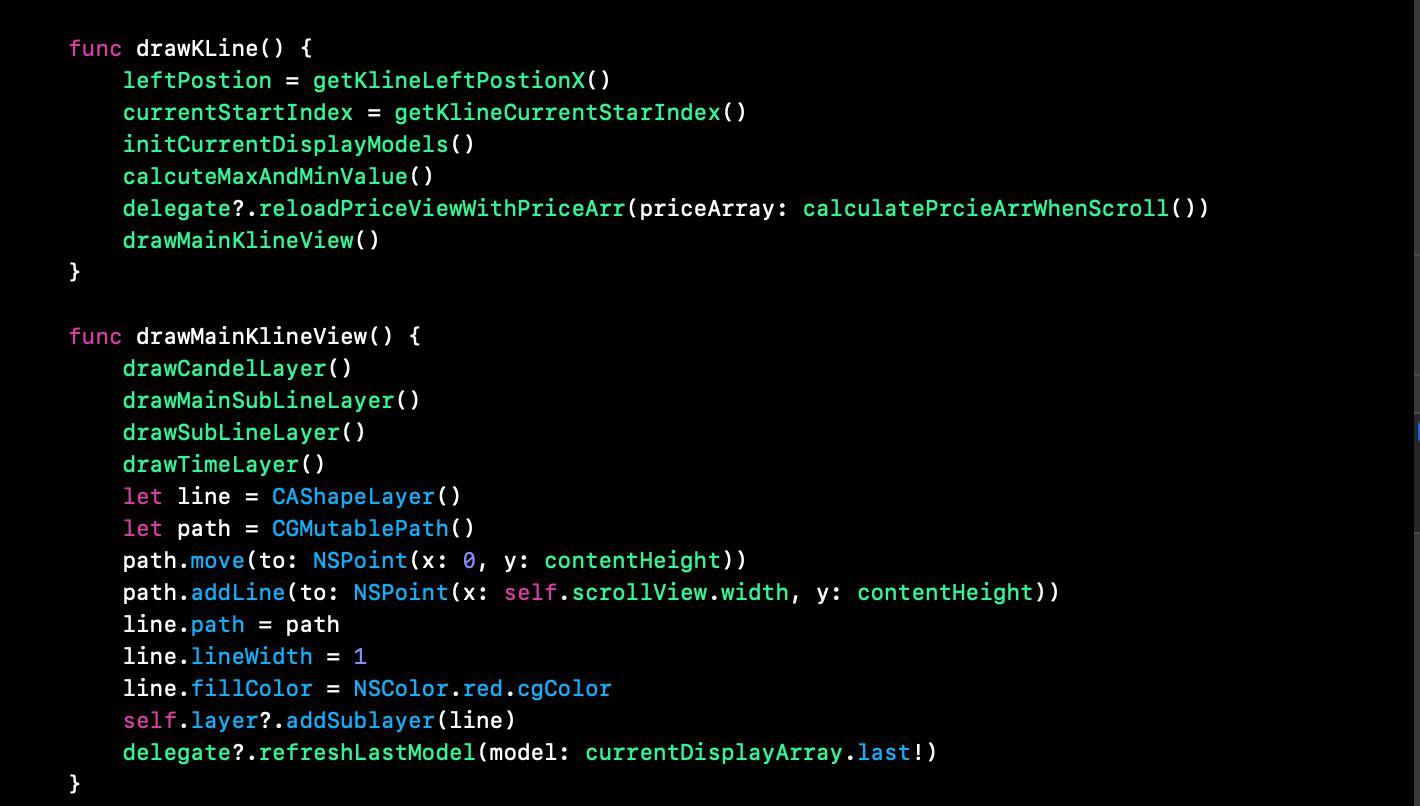 func drawKLine() {
    leftPostion = getKlineLeftPostionX()
    currentStartIndex = getKlineCurrentStarIndex()
    initCurrentDisplayModels()
    calcuteMaxAndMinValue()
    delegate?.reloadPriceViewWithPriceArr(priceArray: calculatePrcieArrWhenScroll())
    drawMainKlineView()
}

func drawMainKlineView() {
    drawCandelLayer()
    drawMainSubLineLayer()
    drawSubLineLayer()
    drawTimeLayer()
    let line = CAShapeLayer()
    let path = CGMutablePath()
    path.move(to: NSPoint(x: 0, y: contentHeight))
    path.addLine(to: NSPoint(x: self.scrollView.width, y: contentHeight))
    line.path = path
    line.lineWidth = 1
    line.fillColor = NSColor.red.cgColor
    self.layer?.addSublayer(line)
    delegate?.refreshLastModel(model: currentDisplayArray.last!)
}